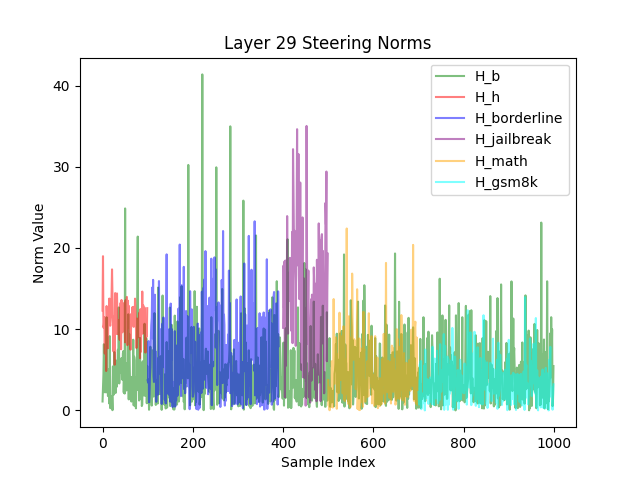 Layer 29 Steering Norms
Norm Value
40
30
20
10
0
0
200
400
600
800
1000
Sample Index
H_b
H_h
H_borderline
H_jailbreak
H_math
H_gsm8k